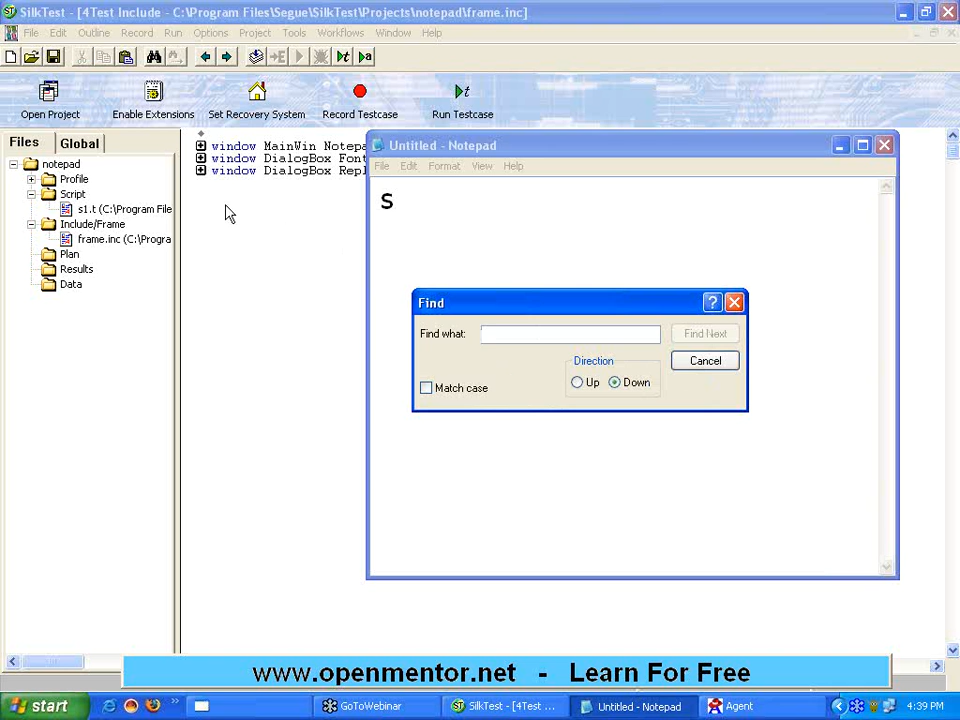 SilkTest - [4Test Include - C:\Program Files\Segue\SilkTest\Projects\notepad\frame.inc]
File Edit Outline Record Run Options Project Tools Workflows Window Help
Open Project Enable Extensions Set Recovery System Record Testcase Run Testcase
Files Global
notepad
Profile
Script
s1.t (C:\Program File
Include/Frame
frame.inc (C:\Progra
Plan
Results
Data
window MainWin Notepa
window DialogBox Font
window DialogBox Repl
Untitled - Notepad
File Edit Format View Help
s
Find
Find what: Find Next
Direction Cancel
Up Down
Match case
www.openmentor.net - Learn For Free
start GoToWebinar SilkTest - [4Test ... Untitled - Notepad Agent 4:39 PM